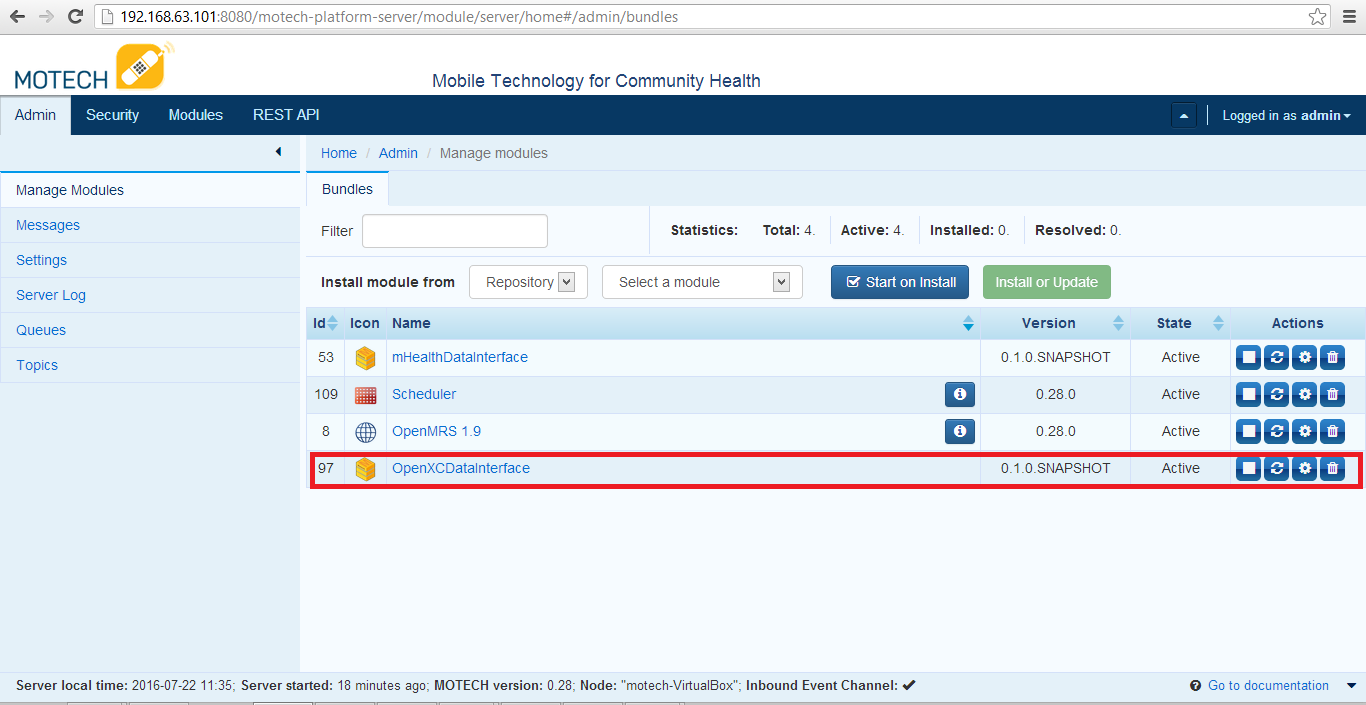 192.168.63.101:8080/motech-platform-server/module/server/home#/admin/bundles
MOTECH
Mobile Technology for Community Health
Admin Security Modules REST API Logged in as admin
Home / Admin / Manage modules
Manage Modules
Messages
Settings
Server Log
Queues
Topics
Bundles
Filter Statistics: Total: 4. Active: 4. Installed: 0. Resolved: 0.
Install module from Repository Select a module Start on Install Install or Update
Id Icon Name Version State Actions
53 mHealthDataInterface 0.1.0.SNAPSHOT Active
109 Scheduler 0.28.0 Active
8 OpenMRS 1.9 0.28.0 Active
97 OpenXCDataInterface 0.1.0.SNAPSHOT Active
Server local time: 2016-07-22 11:35; Server started: 18 minutes ago; MOTECH version: 0.28; Node: "motech-VirtualBox"; Inbound Event Channel: ✔ Go to documentation